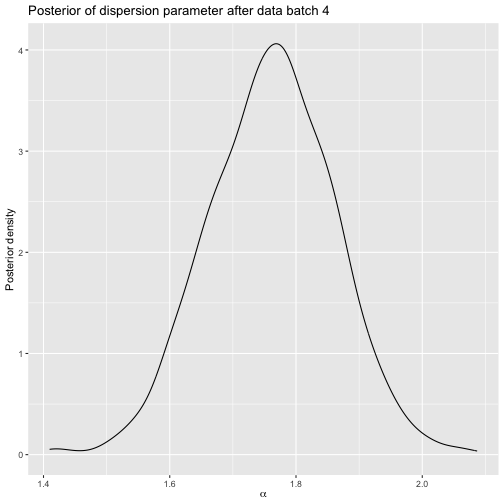 Posterior of dispersion parameter after data batch 4
4
3
2
1
0
Posterior density
1.4 1.6 1.8 2.0
α